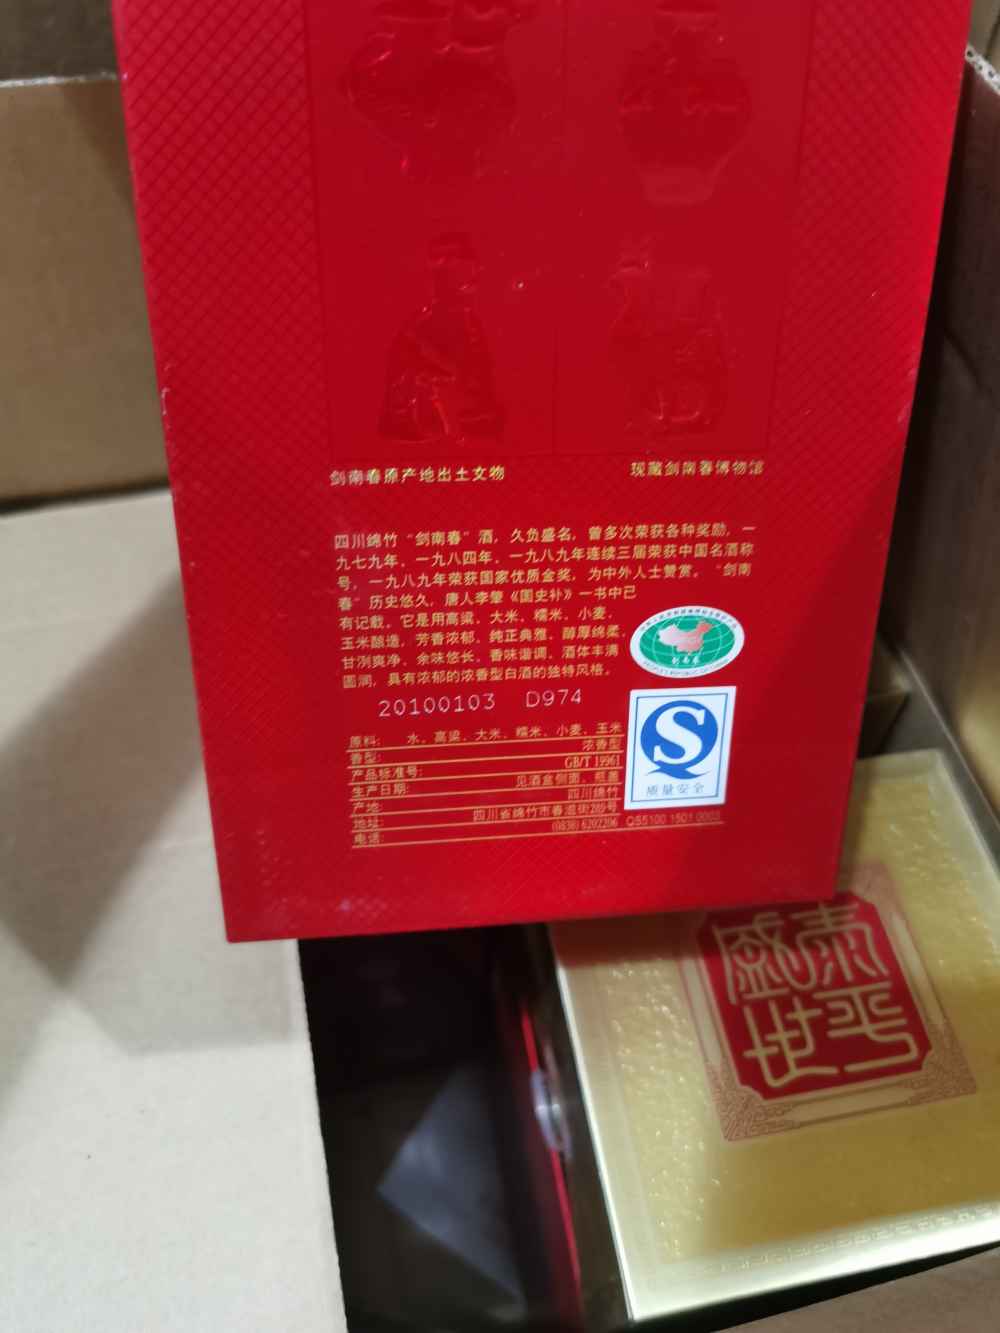 剑南春原产地出土文物
现藏剑南春博物馆
四川绵竹“剑南春”酒，久负盛名，曾多次荣获各种奖励，一
九七九年、一九八四年、一九八九年连续三届荣获中国名酒称
号，一九八九年荣获国家优质金奖，为中外人士赞赏。“剑南
春”历史悠久，唐人李肇《国史补》一书中已
有记载。它是用高粱、大米、糯米、小麦、
玉米酿造，芳香浓郁、纯正典雅、醇厚绵柔、
甘洌爽净、余味悠长、香味谐调、酒体丰满
圆润，具有浓郁的浓香型白酒的独特风格。
20100103 D974
原料: 水、高粱、大米、糯米、小麦、玉米
香型: 浓香型
产品标准号: GB/T 19961
生产日期: 见酒盒侧面、瓶盖
产地: 四川绵竹
地址: 四川省绵竹市春溢街289号
电话: (0838) 6202206
S
质量安全
QS5100 1501 0003
泰平
盛世